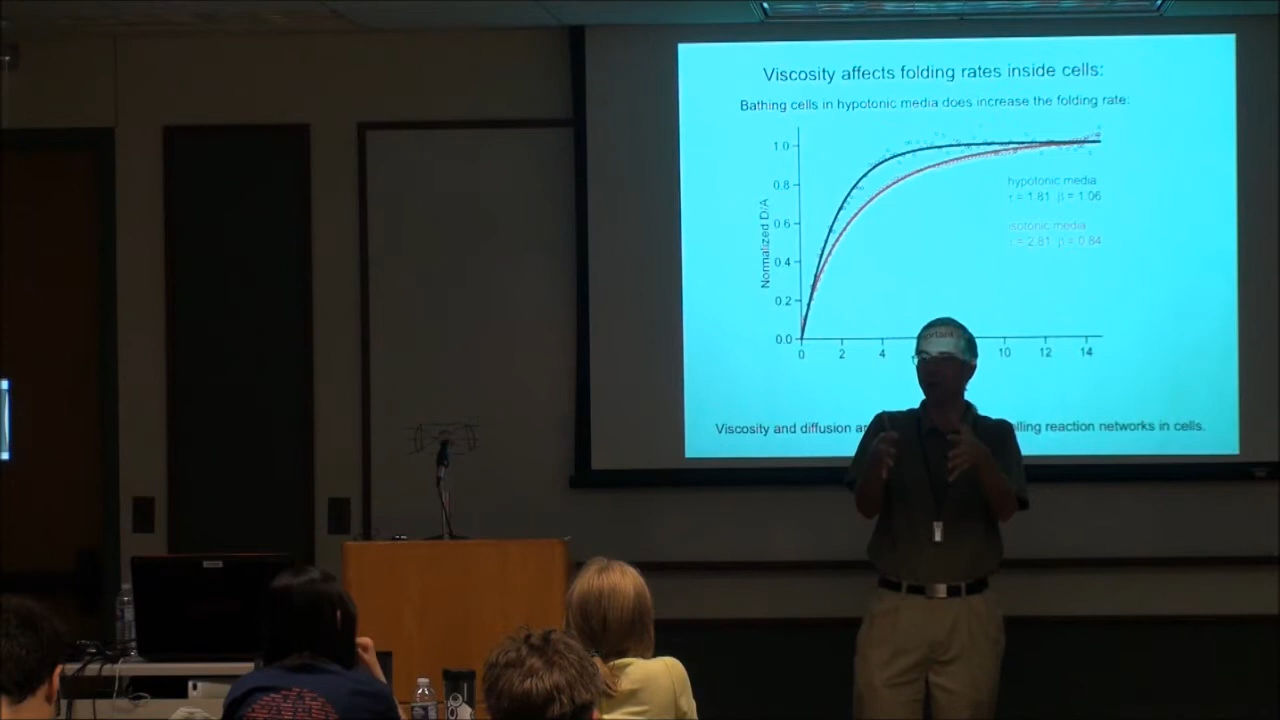 Viscosity affects folding rates inside cells:
Bathing cells in hypotonic media does increase the folding rate:
1.0
0.8
0.6
0.4
0.2
0.0
Normalized D/A
0 2 4 10 12 14
hypotonic media
τ = 1.81 β = 1.06
isotonic media
τ = 2.81 β = 0.84
Viscosity and diffusion reaction networks in cells.